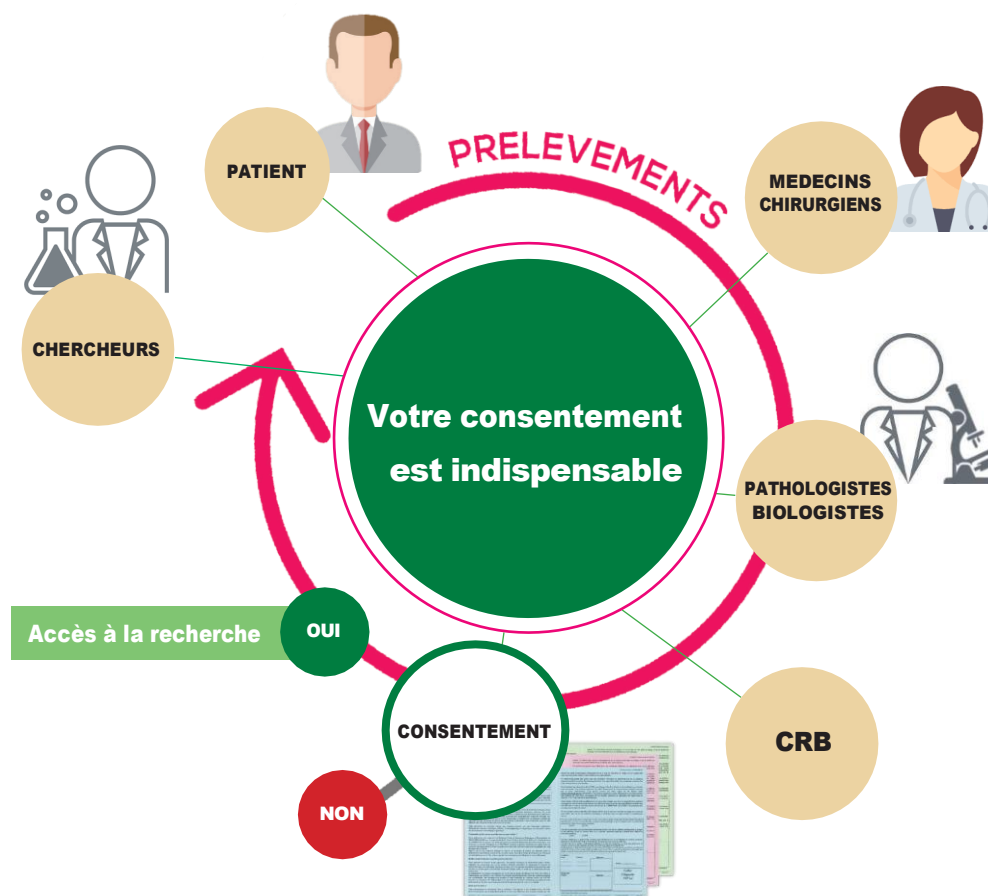 PRELEVEMENTS
PATIENT
MEDECINS
CHIRURGIENS
CHERCHEURS
Votre consentement
est indispensable
PATHOLOGISTES
BIOLOGISTES
Accès à la recherche
OUI
CONSENTEMENT
CRB
NON